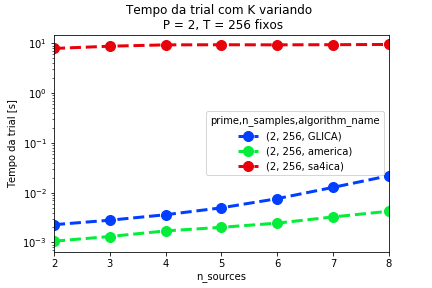 Tempo da trial com K variando
P = 2, T = 256 fixos
Tempo da trial [s]
10¹
10⁰
10⁻¹
10⁻²
10⁻³
prime,n_samples,algorithm_name
(2, 256, GLICA)
(2, 256, america)
(2, 256, sa4ica)
2 3 4 5 6 7 8
n_sources